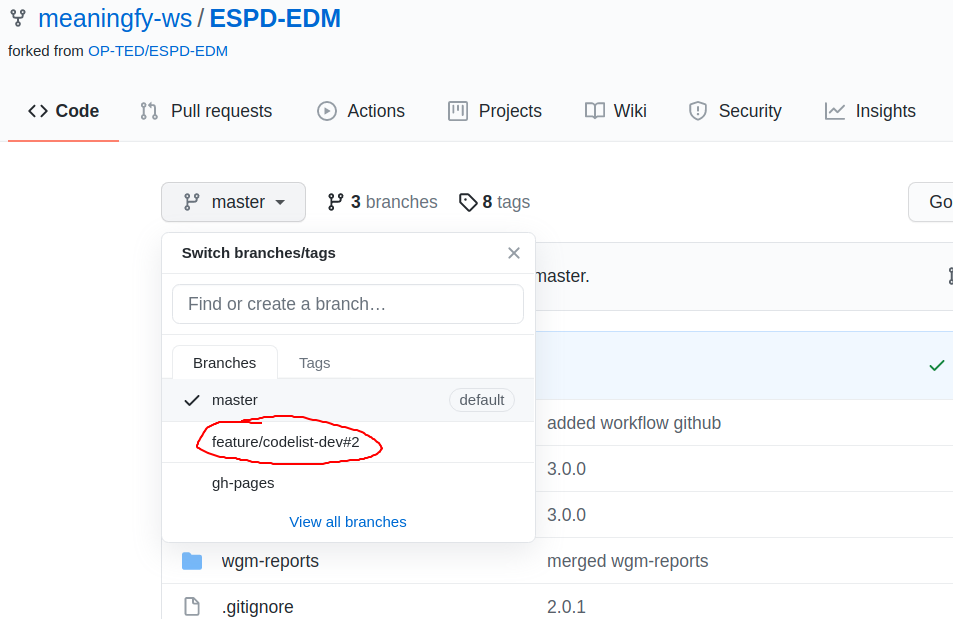 meaningfy-ws / ESPD-EDM
forked from OP-TED/ESPD-EDM
Code Pull requests Actions Projects Wiki Security Insights
master 3 branches 8 tags Go
Switch branches/tags
master.
Find or create a branch…
Branches Tags
master default
added workflow github
feature/codelist-dev#2
3.0.0
gh-pages
3.0.0
View all branches
wgm-reports merged wgm-reports
.gitignore 2.0.1